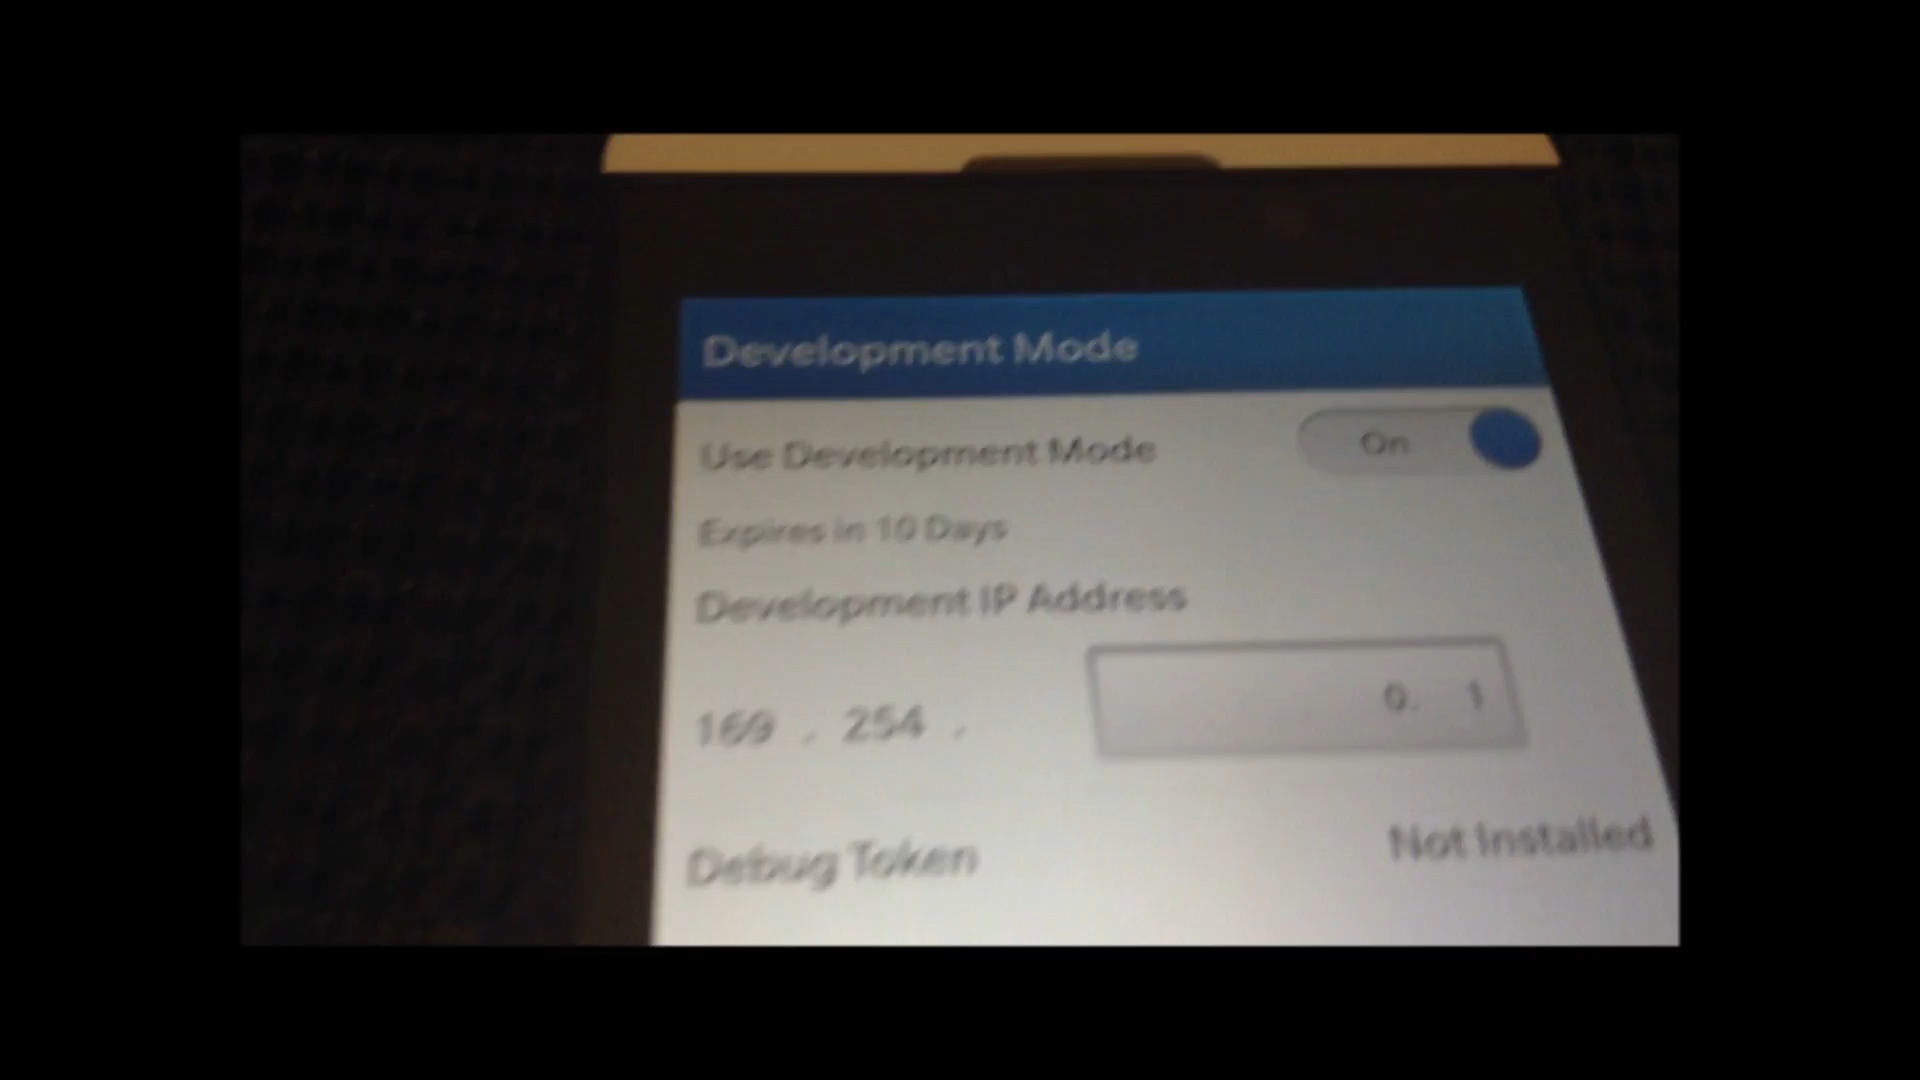 Development Mode
Use Development Mode On
Expires in 10 Days
Development IP Address
169 . 254 . 0. 1
Debug Token Not Installed